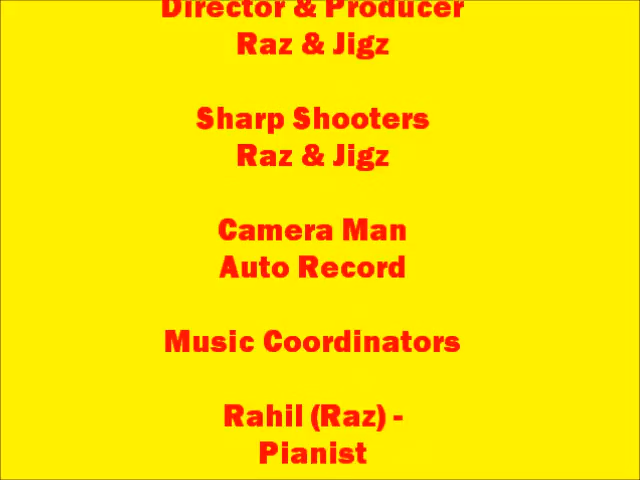 Director & Producer
Raz & Jigz
Sharp Shooters
Raz & Jigz
Camera Man
Auto Record
Music Coordinators
Rahil (Raz) -
Pianist